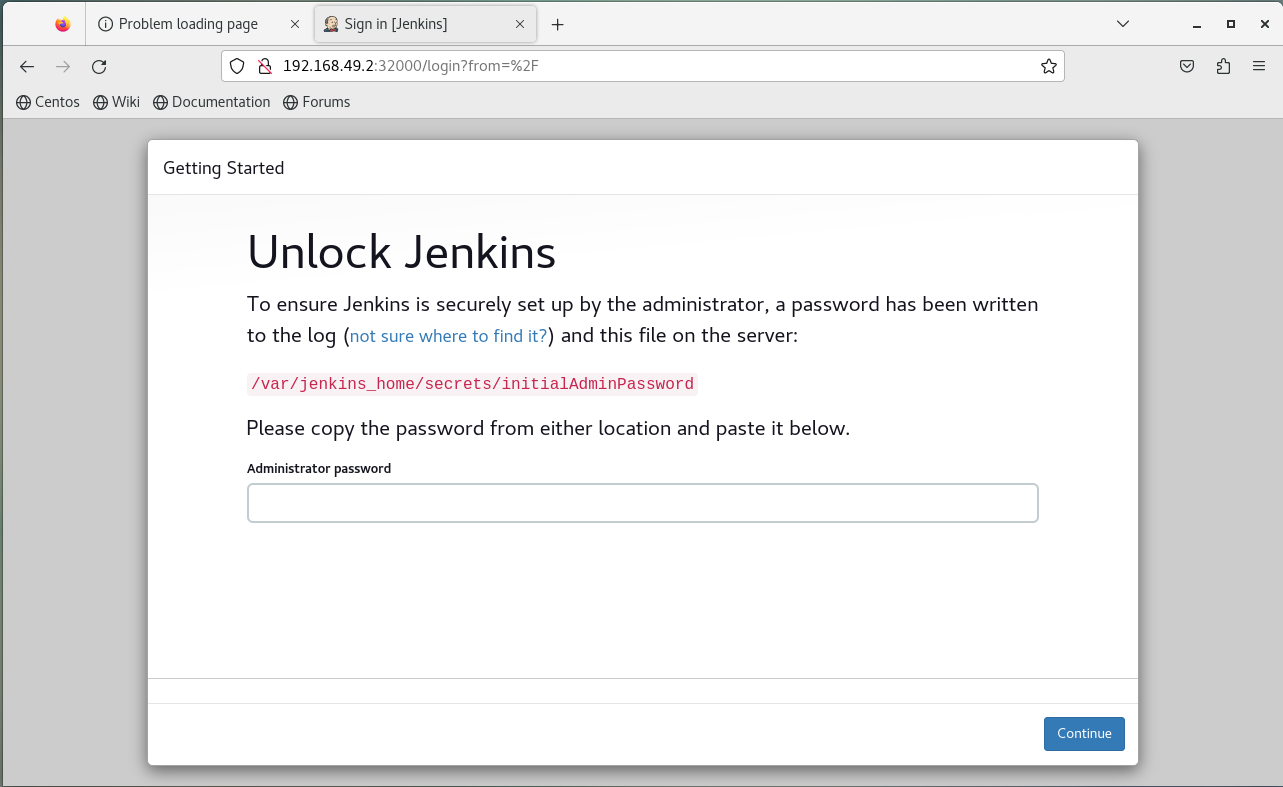 Problem loading page
Sign in [Jenkins]
192.168.49.2:32000/login?from=%2F
Centos Wiki Documentation Forums
Getting Started
Unlock Jenkins
To ensure Jenkins is securely set up by the administrator, a password has been written
to the log (not sure where to find it?) and this file on the server:
/var/jenkins_home/secrets/initialAdminPassword
Please copy the password from either location and paste it below.
Administrator password
Continue